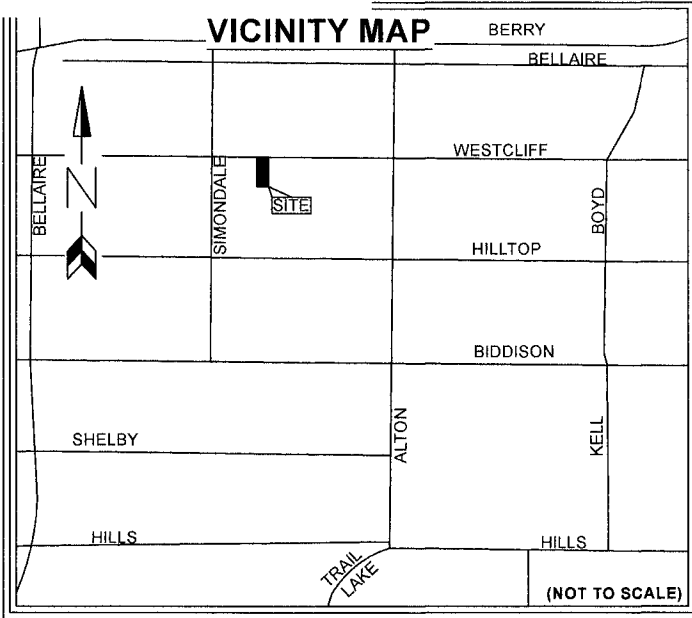 VICINITY MAP
BERRY
BELLAIRE
WESTCLIFF
BELLAIRE
N
SIMONDALE
SITE
BOYD
HILLTOP
BIDDISON
SHELBY
ALTON
KELL
HILLS
HILLS
TRAIL
LAKE
(NOT TO SCALE)